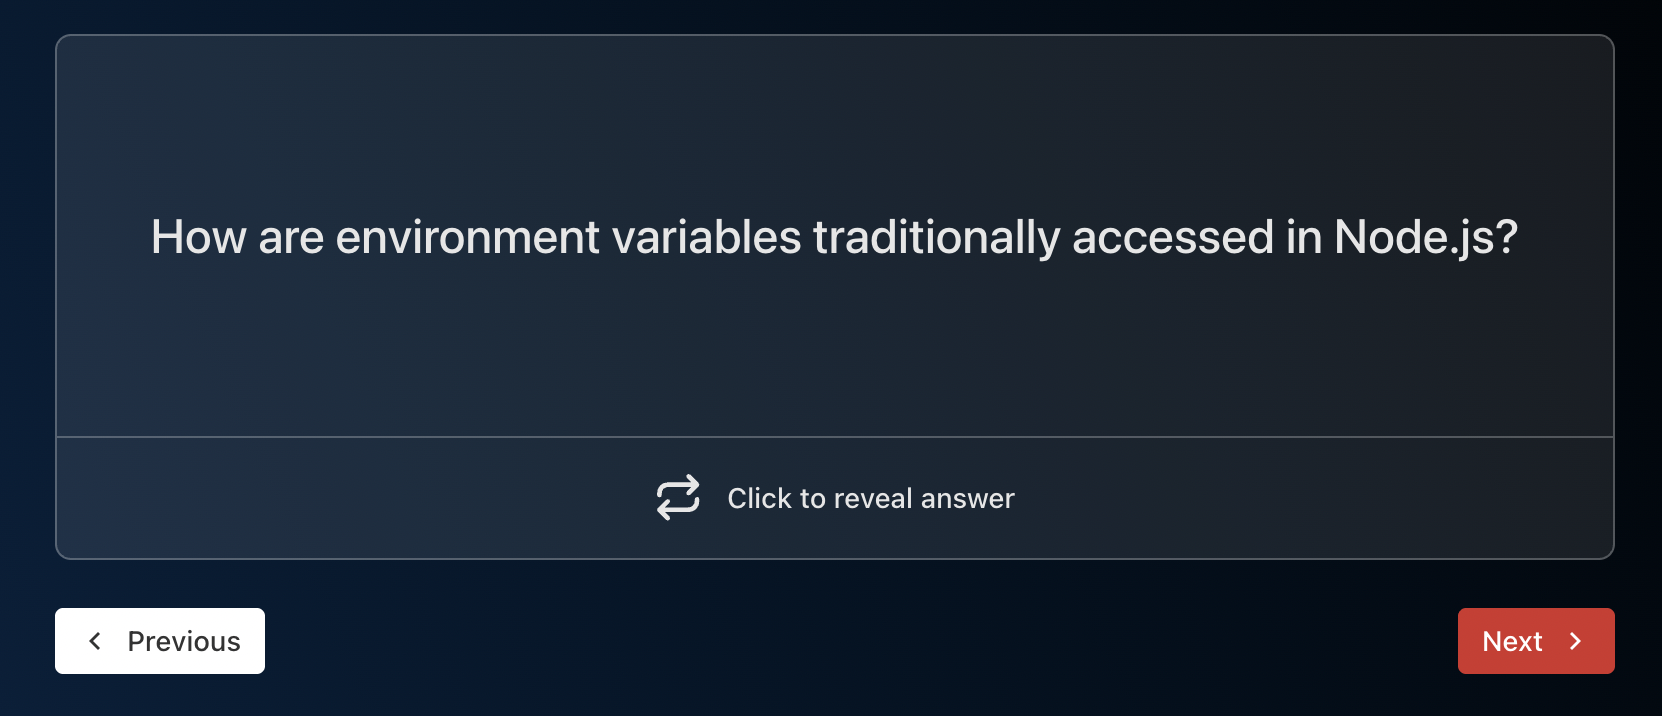 How are environment variables traditionally accessed in Node.js?
Click to reveal answer
Previous
Next